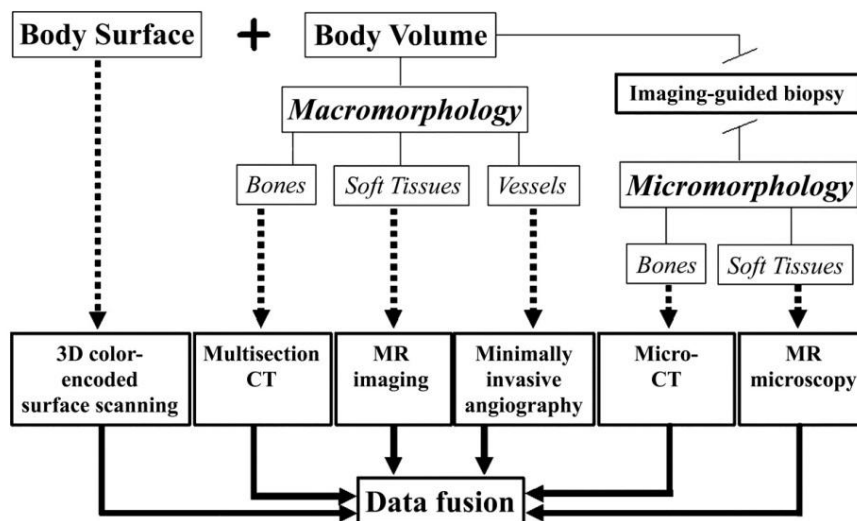 Body Surface + Body Volume
Imaging-guided biopsy
Macromorphology
Bones Soft Tissues Vessels
Micromorphology
Bones Soft Tissues
3D color-
encoded
surface scanning
Multisection
CT
MR
imaging
Minimally
invasive
angiography
Micro-
CT
MR
microscopy
Data fusion